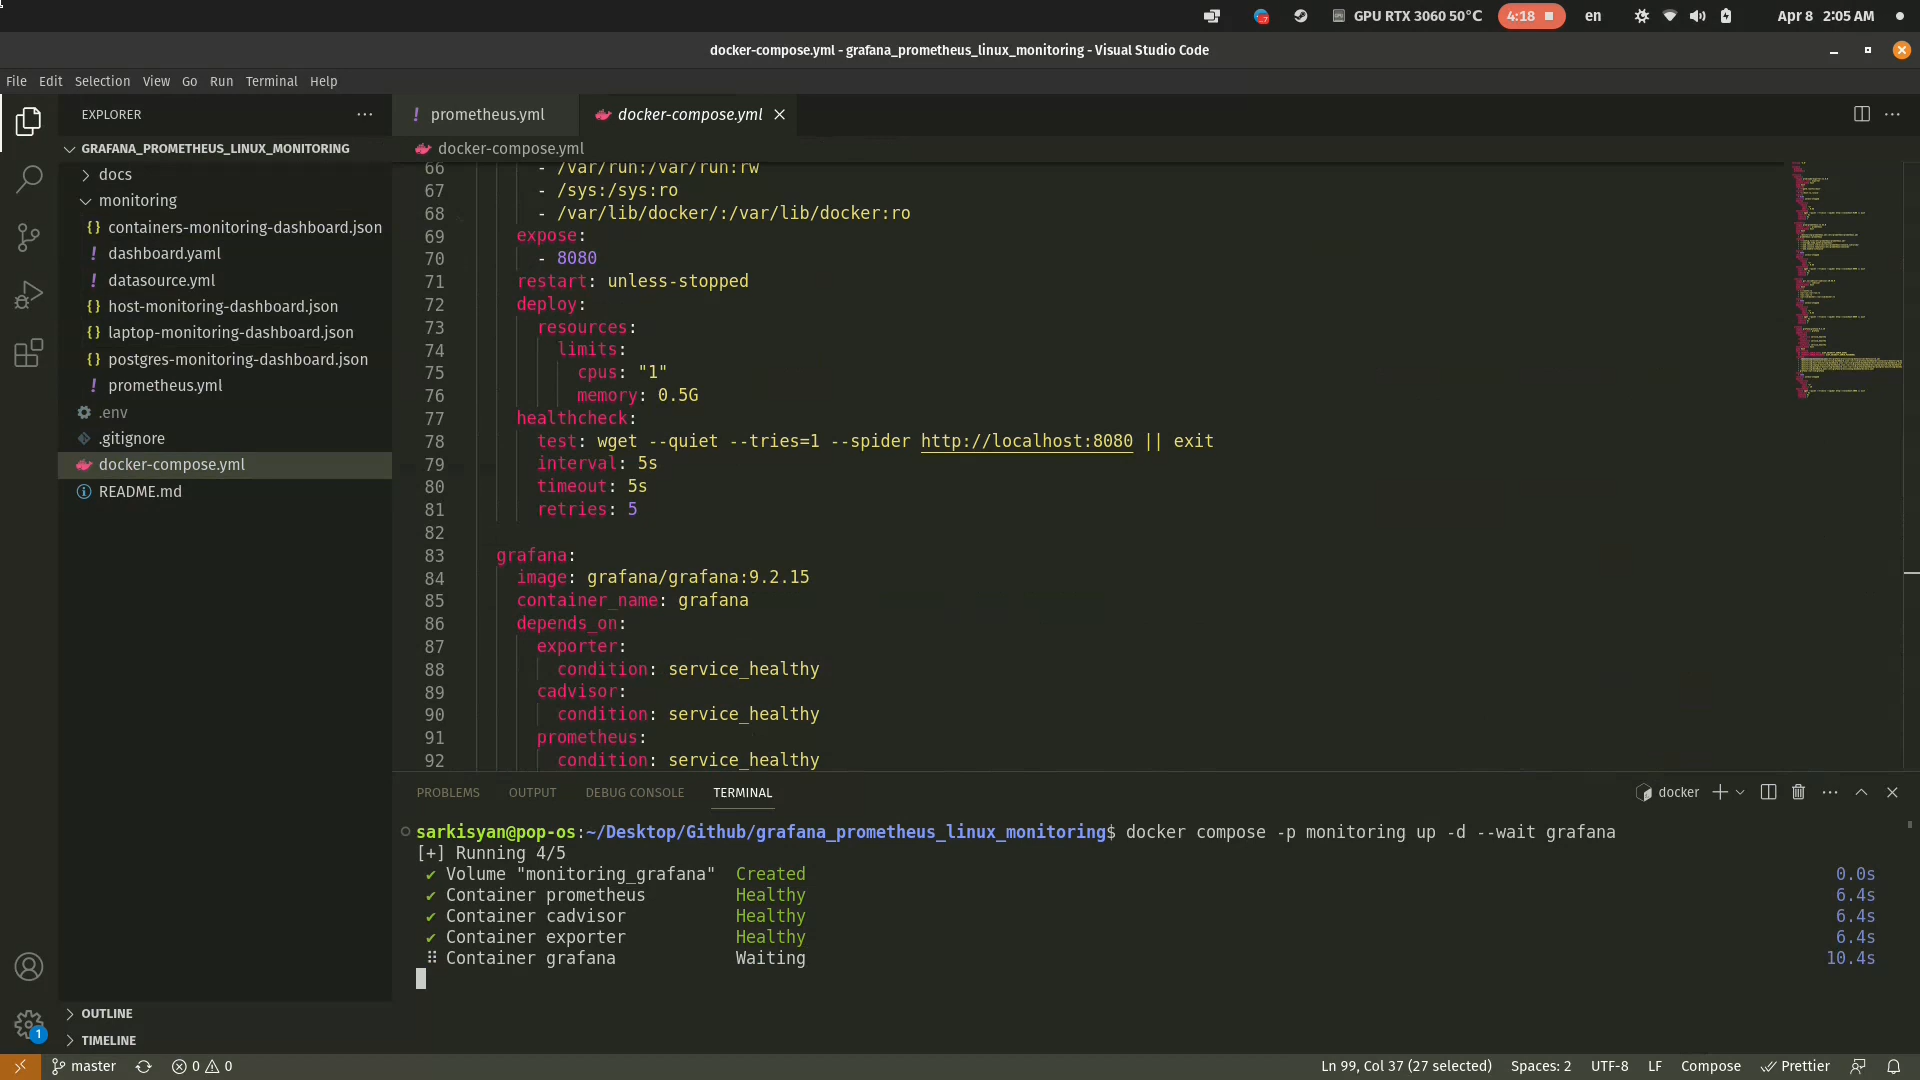 GPU RTX 3060 50°C
4:18
en
Apr 8 2:05 AM
docker-compose.yml - grafana_prometheus_linux_monitoring - Visual Studio Code
File Edit Selection View Go Run Terminal Help
EXPLORER
GRAFANA_PROMETHEUS_LINUX_MONITORING
docs
monitoring
containers-monitoring-dashboard.json
dashboard.yaml
datasource.yml
host-monitoring-dashboard.json
laptop-monitoring-dashboard.json
postgres-monitoring-dashboard.json
prometheus.yml
.env
.gitignore
docker-compose.yml
README.md
OUTLINE
TIMELINE
prometheus.yml
docker-compose.yml
docker-compose.yml
66 - /var/run:/var/run:rw
67 - /sys:/sys:ro
68 - /var/lib/docker/:/var/lib/docker:ro
69 expose:
70 - 8080
71 restart: unless-stopped
72 deploy:
73 resources:
74 limits:
75 cpus: "1"
76 memory: 0.5G
77 healthcheck:
78 test: wget --quiet --tries=1 --spider http://localhost:8080 || exit
79 interval: 5s
80 timeout: 5s
81 retries: 5
82
83 grafana:
84 image: grafana/grafana:9.2.15
85 container_name: grafana
86 depends_on:
87 exporter:
88 condition: service_healthy
89 cadvisor:
90 condition: service_healthy
91 prometheus:
92 condition: service_healthy
PROBLEMS OUTPUT DEBUG CONSOLE TERMINAL
docker
sarkisyan@pop-os:~/Desktop/Github/grafana_prometheus_linux_monitoring$ docker compose -p monitoring up -d --wait grafana
[+] Running 4/5
✔ Volume "monitoring_grafana" Created 0.0s
✔ Container prometheus Healthy 6.4s
✔ Container cadvisor Healthy 6.4s
✔ Container exporter Healthy 6.4s
⠿ Container grafana Waiting 10.4s
1
master
0 0
Ln 99, Col 37 (27 selected)
Spaces: 2
UTF-8
LF
Compose
Prettier